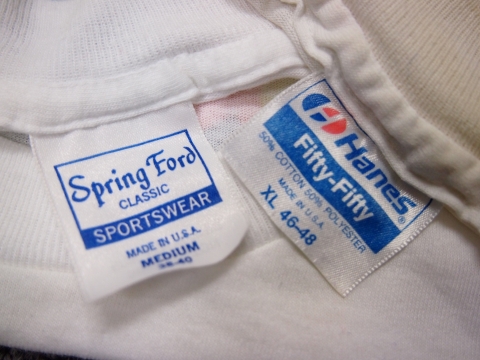 Spring Ford
CLASSIC
SPORTSWEAR
MADE IN U.S.A.
MEDIUM
38-40
Hanes®
Fifty-Fifty
50% COTTON 50% POLYESTER
MADE IN U.S.A.
XL 46-48